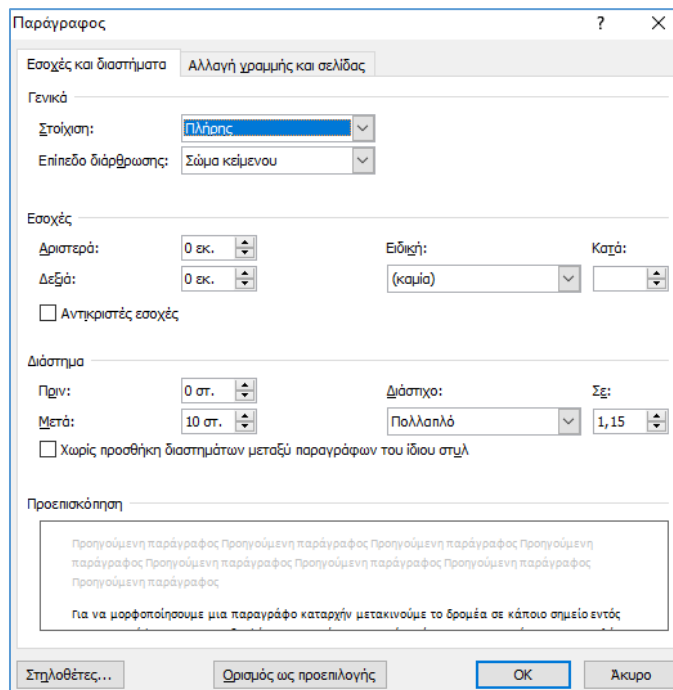 Παράγραφος ?
Εσοχές και διαστήματα Αλλαγή γραμμής και σελίδας
Γενικά
Στοίχιση: Πλήρης
Επίπεδο διάρθρωσης: Σώμα κείμενου
Εσοχές
Αριστερά: 0 εκ. Ειδική: Κατά:
Δεξιά: 0 εκ. (καμία)
Αντικριστές εσοχές
Διάστημα
Πριν: 0 στ. Διάστιχο: Σε:
Μετά: 10 στ. Πολλαπλό 1,15
Χωρίς προσθήκη διαστημάτων μεταξύ παραγράφων του ίδιου στυλ
Προεπισκόπηση
Προηγούμενη παράγραφος Προηγούμενη παράγραφος Προηγούμενη παράγραφος Προηγούμενη
παράγραφος Προηγούμενη παράγραφος Προηγούμενη παράγραφος Προηγούμενη παράγραφος
Προηγούμενη παράγραφος
Για να μορφοποίησουμε μια παραγράφο καταρχήν μετακινούμε το δρομέα σε κάποιο σημείο εντός
Στηλοθέτες... Ορισμός ως προεπιλογής OK Άκυρο